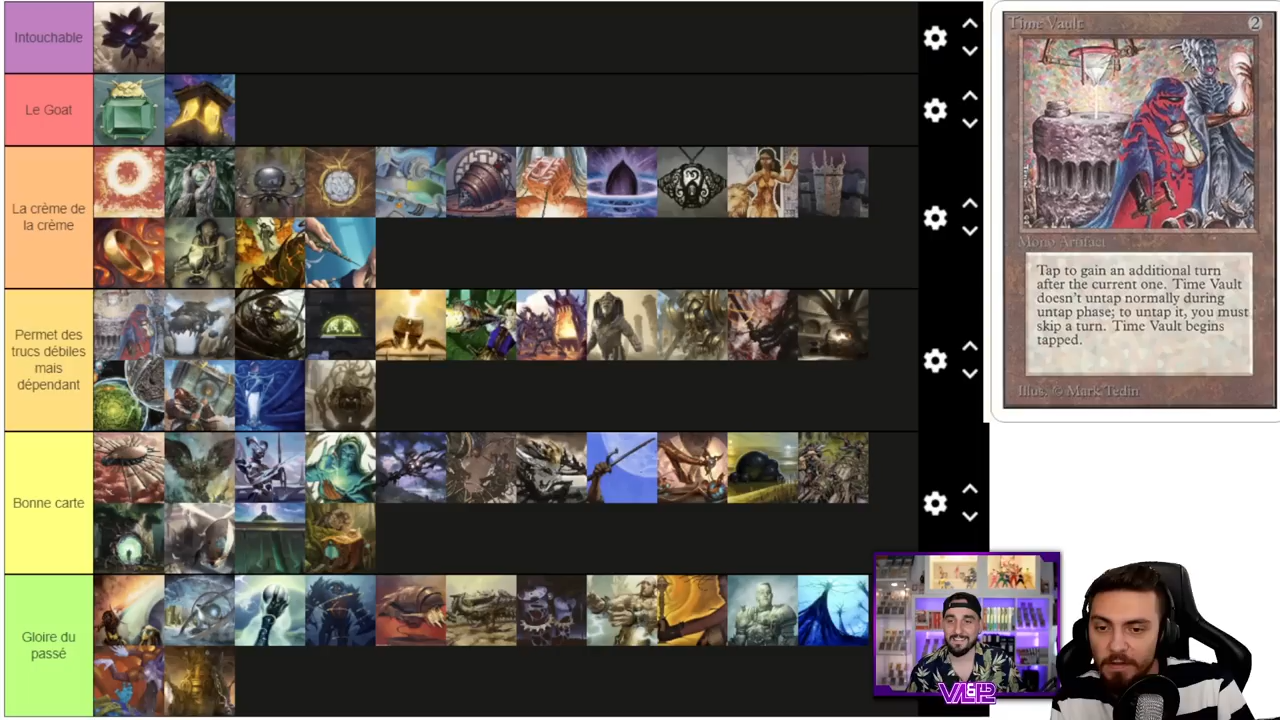 Intouchable
Le Goat
La crème de
la crème
Permet des
trucs débiles
mais
dépendant
Bonne carte
Gloire du
passé
Time Vault
2
Mono Artifact
Tap to gain an additional turn
after the current one. Time Vault
doesn't untap normally during
untap phase; to untap it, you must
skip a turn. Time Vault begins
tapped.
Illus. © Mark Tedin